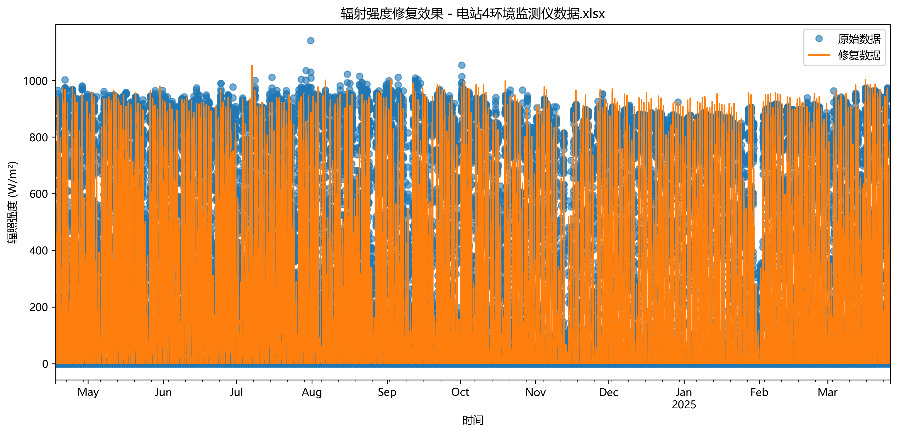 辐射强度修复效果 - 电站4环境监测仪数据.xlsx
原始数据
修复数据
辐照强度 (W/m²)
1000
800
600
400
200
0
May Jun Jul Aug Sep Oct Nov Dec Jan Feb Mar
2025
时间